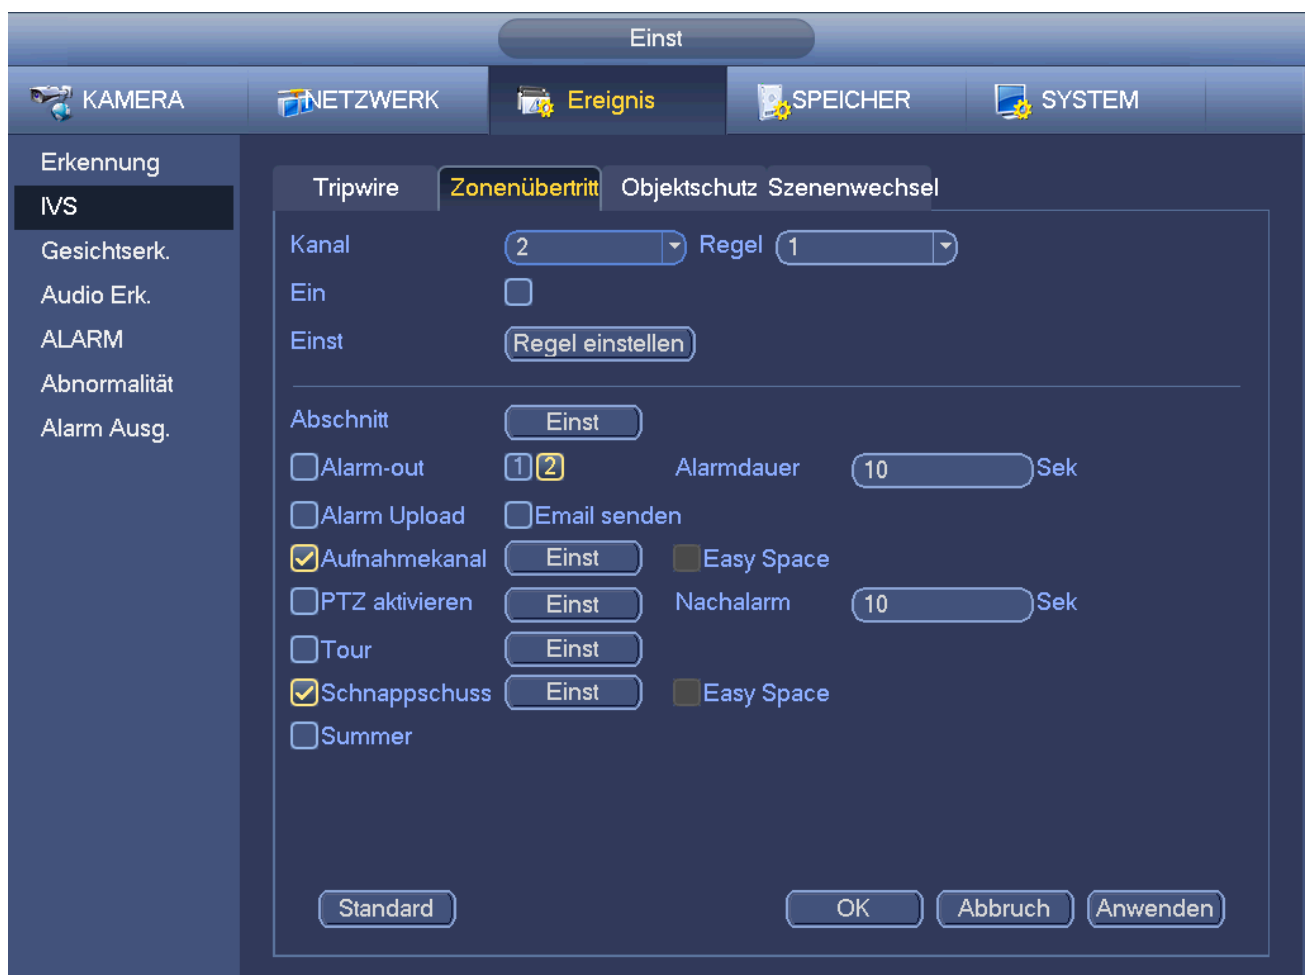 Einst
KAMERA NETZWERK Ereignis SPEICHER SYSTEM
Erkennung
IVS
Gesichtserk.
Audio Erk.
ALARM
Abnormalität
Alarm Ausg.
Tripwire Zonenübertritt Objektschutz Szenenwechsel
Kanal 2 Regel 1
Ein
Einst Regel einstellen
Abschnitt Einst
Alarm-out 1 2 Alarmdauer 10 Sek
Alarm Upload Email senden
Aufnahmekanal Einst Easy Space
PTZ aktivieren Einst Nachalarm 10 Sek
Tour Einst
Schnappschuss Einst Easy Space
Summer
Standard OK Abbruch Anwenden